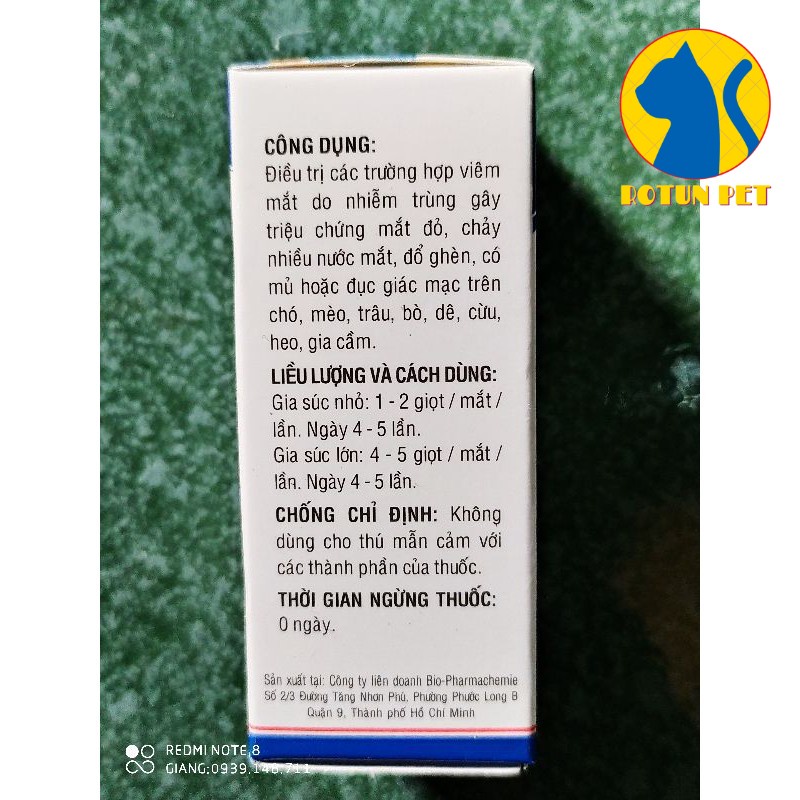 ROTUN PET
CÔNG DỤNG:
Điều trị các trường hợp viêm
mắt do nhiễm trùng gây
triệu chứng mắt đỏ, chảy
nhiều nước mắt, đổ ghèn, có
mủ hoặc đục giác mạc trên
chó, mèo, trâu, bò, dê, cừu,
heo, gia cầm.
LIỀU LƯỢNG VÀ CÁCH DÙNG:
Gia súc nhỏ: 1 - 2 giọt / mắt /
lần. Ngày 4 - 5 lần.
Gia súc lớn: 4 - 5 giọt / mắt /
lần. Ngày 4 - 5 lần.
CHỐNG CHỈ ĐỊNH: Không
dùng cho thú mẫn cảm với
các thành phần của thuốc.
THỜI GIAN NGỪNG THUỐC:
0 ngày.
Sản xuất tại: Công ty liên doanh Bio-Pharmachemie
Số 2/3 Đường Tăng Nhơn Phú, Phường Phước Long B
Quận 9, Thành phố Hồ Chí Minh
REDMI NOTE 8
GIANG:0939.146.711